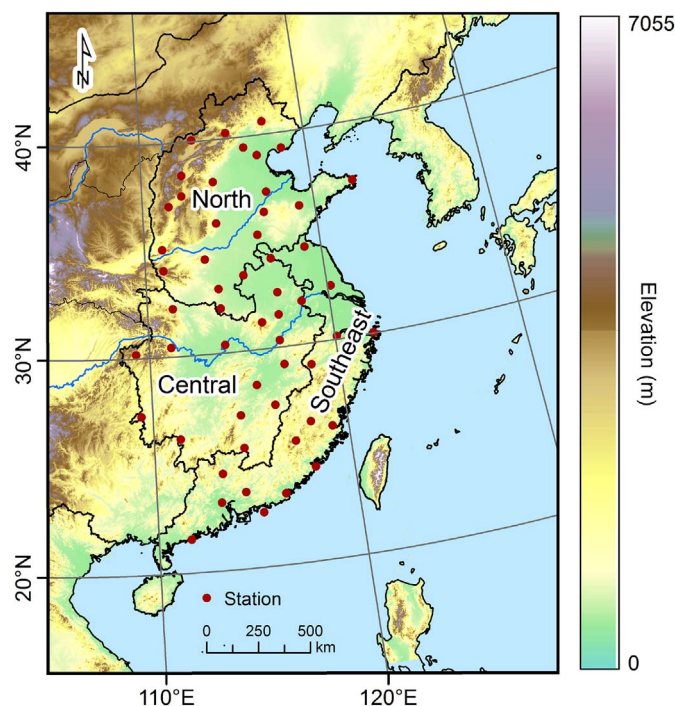 7055
N
40°N
North
Elevation (m)
Southeast
30°N
Central
20°N
Station
0 250 500
km
0
110°E 120°E